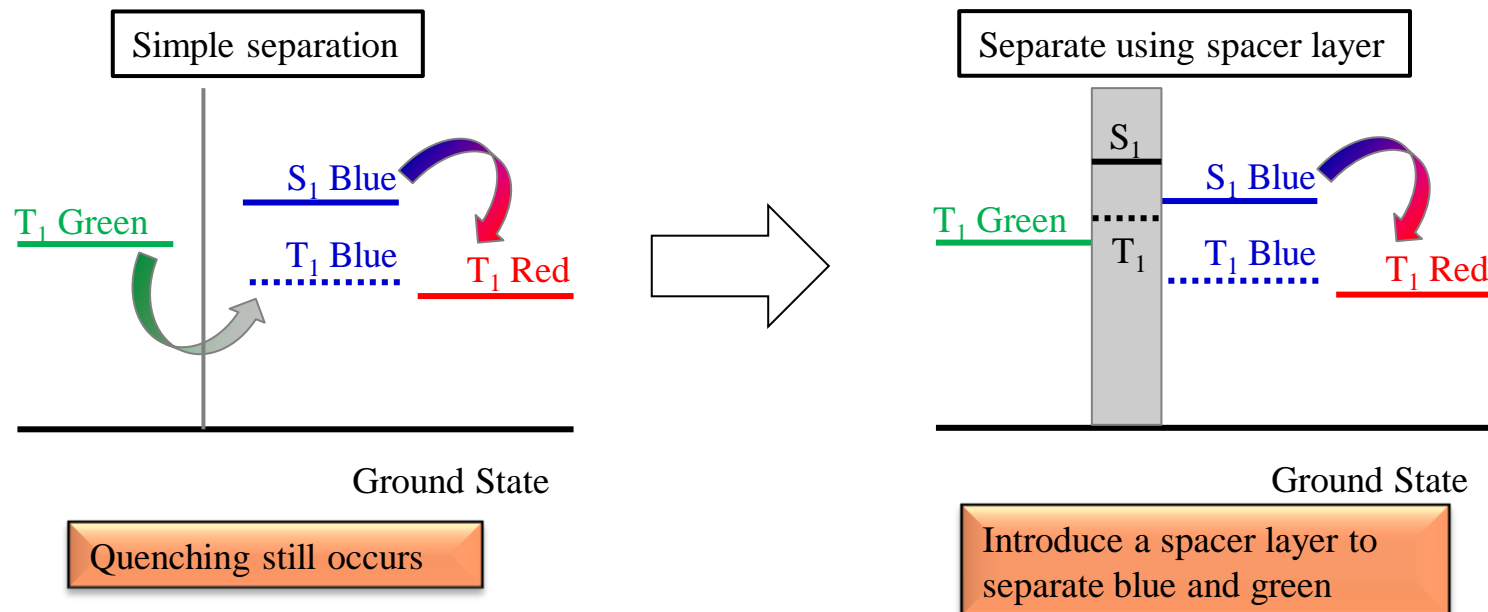 Simple separation
S₁ Blue
T₁ Green
T₁ Blue
T₁ Red
Ground State
Quenching still occurs
Separate using spacer layer
S₁
S₁ Blue
T₁ Green
T₁
T₁ Blue
T₁ Red
Ground State
Introduce a spacer layer to
separate blue and green